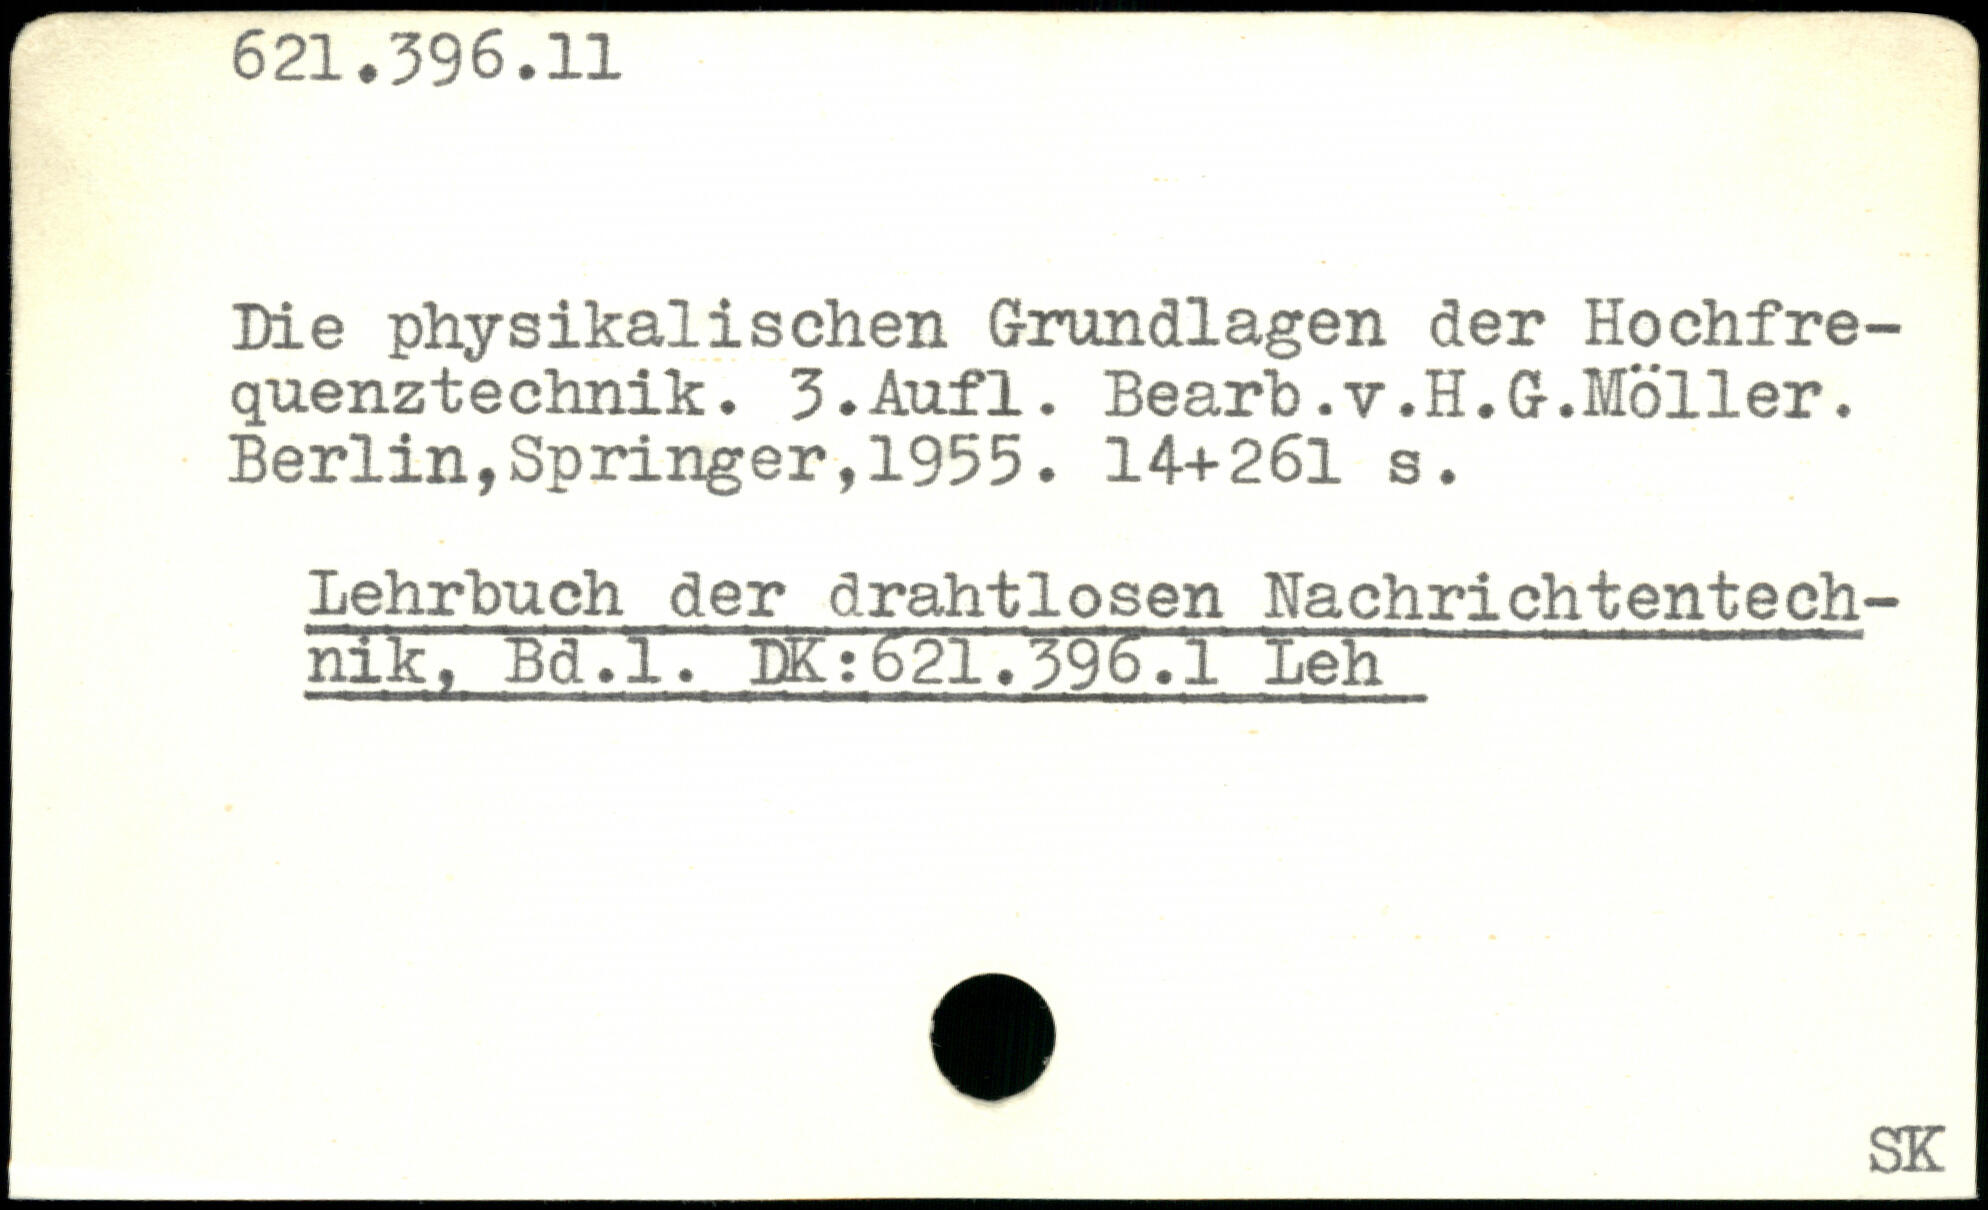 621.396.11
Die physikalischen Grundlagen der Hochfre-
quenztechnik. 3.Aufl. Bearb.v.H.G.Möller.
Berlin,Springer,1955. 14+261 s.
Lehrbuch der drahtlosen Nachrichtentech-
nik, Bd.1. DK:621.396.1 Leh
SK